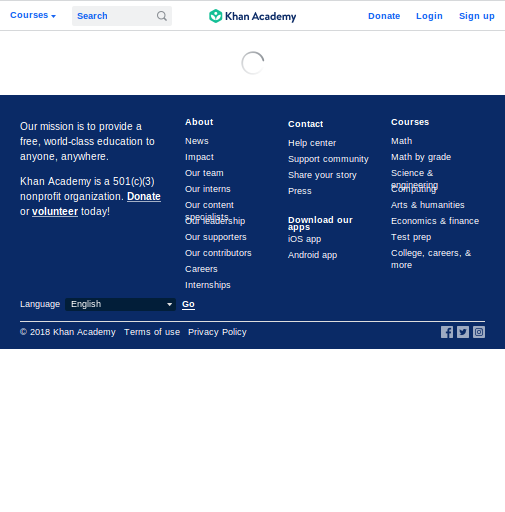 Courses
Search
Khan Academy
Donate
Login
Sign up
Our mission is to provide a
free, world-class education to
anyone, anywhere.
Khan Academy is a 501(c)(3)
nonprofit organization. Donate
or volunteer today!
About
News
Impact
Our team
Our interns
Our content
specialists
Our leadership
Our supporters
Our contributors
Careers
Internships
Contact
Help center
Support community
Share your story
Press
Download our
apps
iOS app
Android app
Courses
Math
Math by grade
Science &
engineering
Computing
Arts & humanities
Economics & finance
Test prep
College, careers, &
more
Language English Go
© 2018 Khan Academy Terms of use Privacy Policy